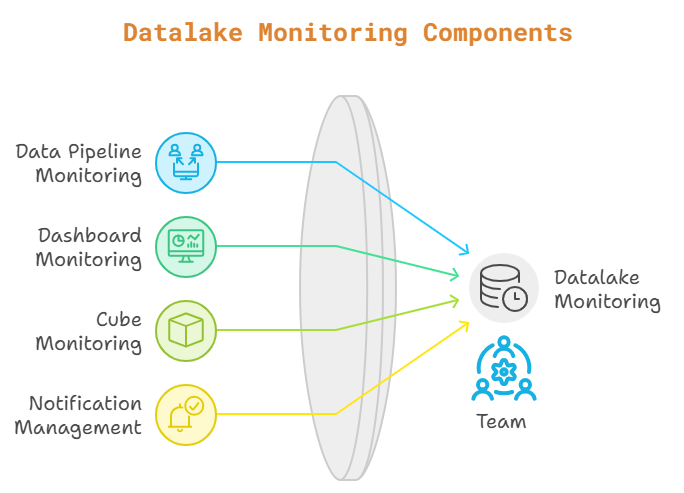 Datalake Monitoring Components
Data Pipeline
Monitoring
Dashboard
Monitoring
Cube
Monitoring
Notification
Management
Datalake
Monitoring
Team